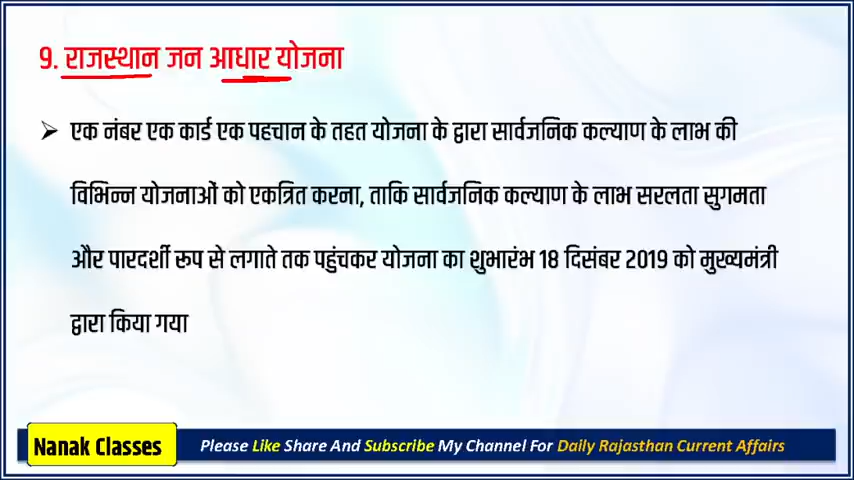 9. राजस्थान जन आधार योजना
➢ एक नंबर एक कार्ड एक पहचान के तहत योजना के द्वारा सार्वजनिक कल्याण के लाभ की
विभिन्न योजनाओं को एकत्रित करना, ताकि सार्वजनिक कल्याण के लाभ सरलता सुगमता
और पारदर्शी रूप से लगाते तक पहुंचकर योजना का शुभारंभ 18 दिसंबर 2019 को मुख्यमंत्री
द्वारा किया गया
Nanak Classes
Please Like Share And Subscribe My Channel For Daily Rajasthan Current Affairs